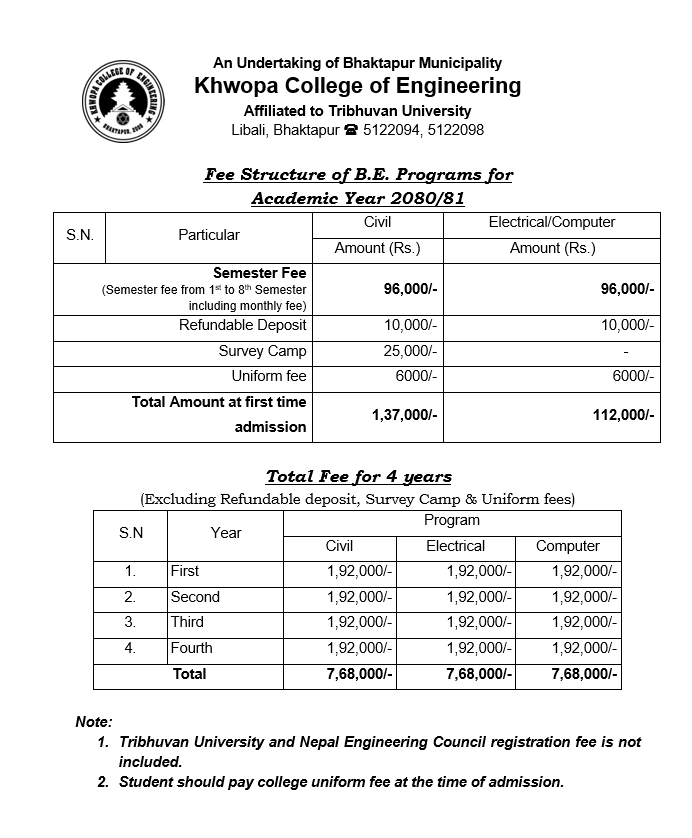 KHWOPA COLLEGE OF ENGINEERING
BHAKTAPUR, 2008
An Undertaking of Bhaktapur Municipality
Khwopa College of Engineering
Affiliated to Tribhuvan University
Libali, Bhaktapur ☎ 5122094, 5122098
Fee Structure of B.E. Programs for
Academic Year 2080/81
S.N. Particular Civil Electrical/Computer
Amount (Rs.) Amount (Rs.)
Semester Fee
(Semester fee from 1st to 8th Semester
including monthly fee) 96,000/- 96,000/-
Refundable Deposit 10,000/- 10,000/-
Survey Camp 25,000/- -
Uniform fee 6000/- 6000/-
Total Amount at first time
admission 1,37,000/- 112,000/-
Total Fee for 4 years
(Excluding Refundable deposit, Survey Camp & Uniform fees)
S.N Year Program
Civil Electrical Computer
1. First 1,92,000/- 1,92,000/- 1,92,000/-
2. Second 1,92,000/- 1,92,000/- 1,92,000/-
3. Third 1,92,000/- 1,92,000/- 1,92,000/-
4. Fourth 1,92,000/- 1,92,000/- 1,92,000/-
Total 7,68,000/- 7,68,000/- 7,68,000/-
Note:
1. Tribhuvan University and Nepal Engineering Council registration fee is not
included.
2. Student should pay college uniform fee at the time of admission.